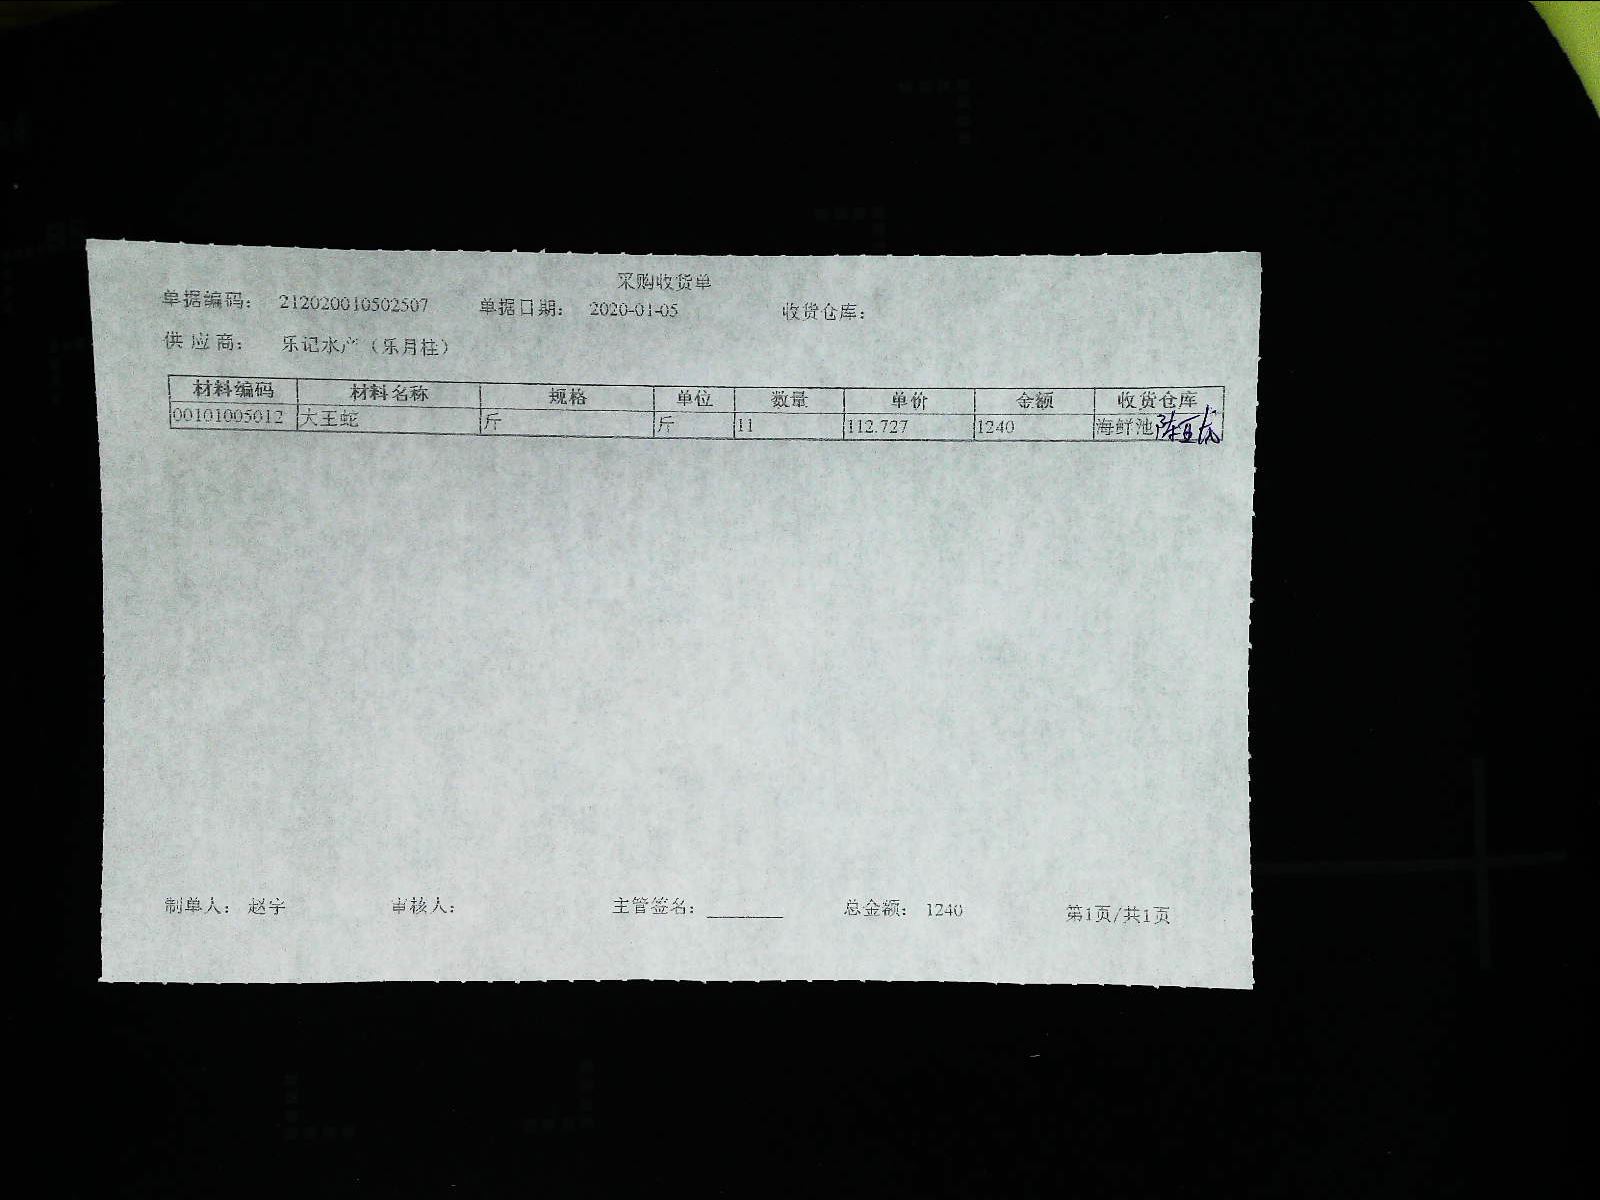 采购收货单
单据编码： 212020010502507 单据日期： 2020-01-05 收货仓库：
供 应 商： 乐记水产（乐月桂）
材料编码 材料名称 规格 单位 数量 单价 金额 收货仓库
00101005012 大王蛇 斤 斤 11 112.727 1240 海鲜池
制单人： 赵宇 审核人： 主管签名：________ 总金额： 1240 第1页/共1页